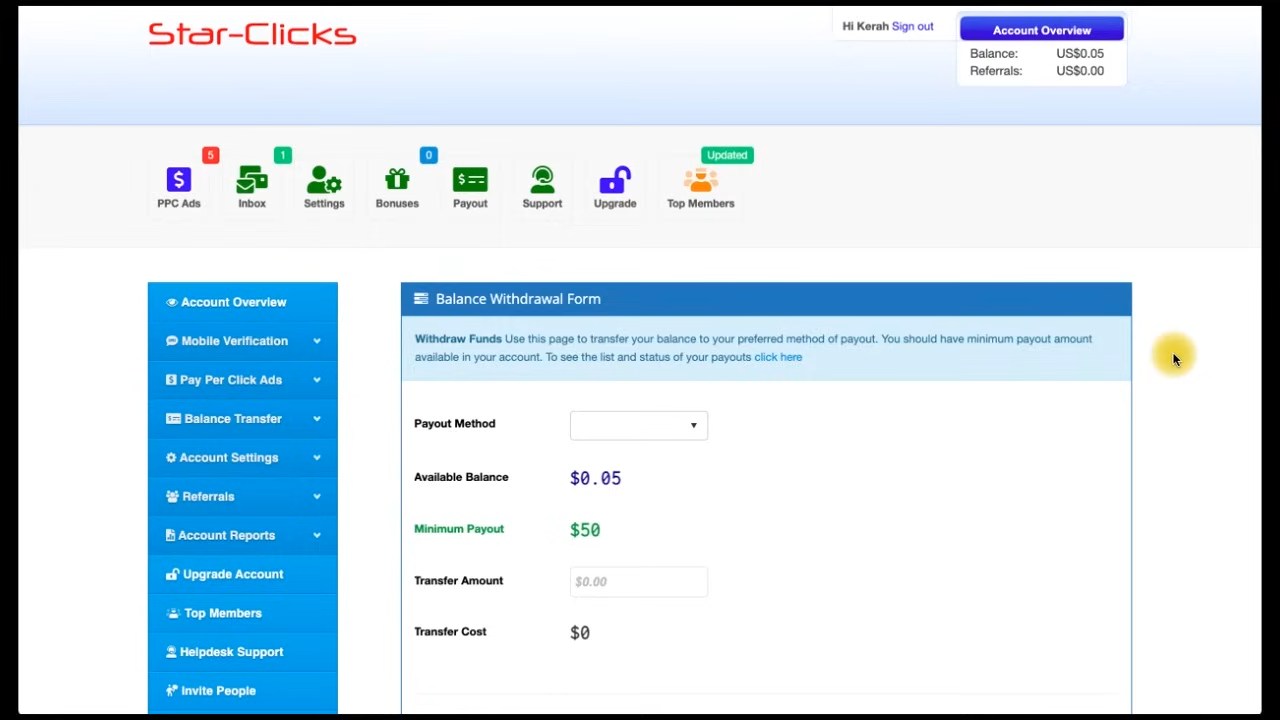 Star-Clicks
Hi Kerah Sign out
Account Overview
Balance: US$0.05
Referrals: US$0.00
5 1 0 Updated
PPC Ads Inbox Settings Bonuses Payout Support Upgrade Top Members
Account Overview
Mobile Verification
Pay Per Click Ads
Balance Transfer
Account Settings
Referrals
Account Reports
Upgrade Account
Top Members
Helpdesk Support
Invite People
Balance Withdrawal Form
Withdraw Funds Use this page to transfer your balance to your preferred method of payout. You should have minimum payout amount
available in your account. To see the list and status of your payouts click here
Payout Method
Available Balance $0.05
Minimum Payout $50
Transfer Amount $0.00
Transfer Cost $0